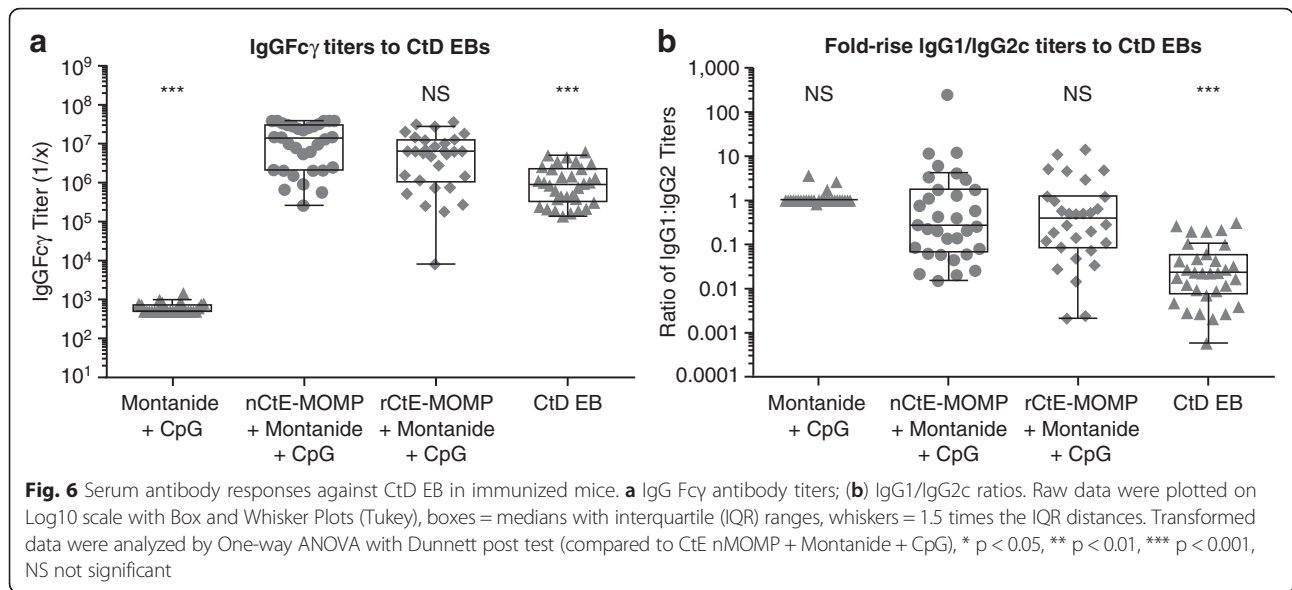 a
IgGFcγ titers to CtD EBs
IgGFcγ Titer (1/x)
10⁹
10⁸
10⁷
10⁶
10⁵
10⁴
10³
10²
10¹
***
NS
***
Montanide
+ CpG
nCtE-MOMP
+ Montanide
+ CpG
rCtE-MOMP
+ Montanide
+ CpG
CtD EB
b
Fold-rise IgG1/IgG2c titers to CtD EBs
Ratio of IgG1:IgG2 Titers
1,000
100
10
1
0.1
0.01
0.001
0.0001
NS
NS
***
Montanide
+ CpG
nCtE-MOMP
+ Montanide
+ CpG
rCtE-MOMP
+ Montanide
+ CpG
CtD EB
Fig. 6 Serum antibody responses against CtD EB in immunized mice. a IgG Fcγ antibody titers; (b) IgG1/IgG2c ratios. Raw data were plotted on
Log10 scale with Box and Whisker Plots (Tukey), boxes = medians with interquartile (IQR) ranges, whiskers = 1.5 times the IQR distances. Transformed
data were analyzed by One-way ANOVA with Dunnett post test (compared to CtE nMOMP + Montanide + CpG), * p < 0.05, ** p < 0.01, *** p < 0.001,
NS not significant